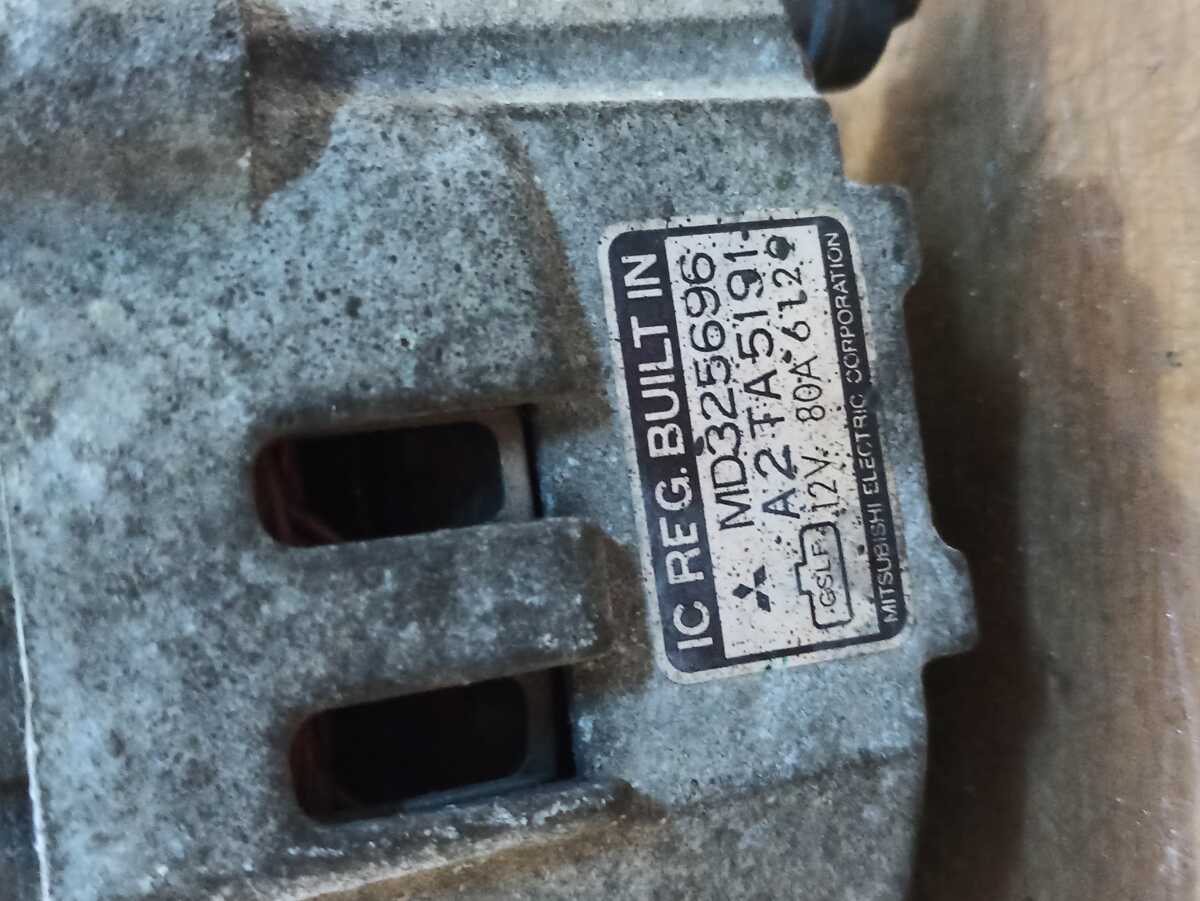 IC REG. BUILT IN
MD325696
A2TA5191
GSLF 12V 80A 612
MITSUBISHI ELECTRIC CORPORATION